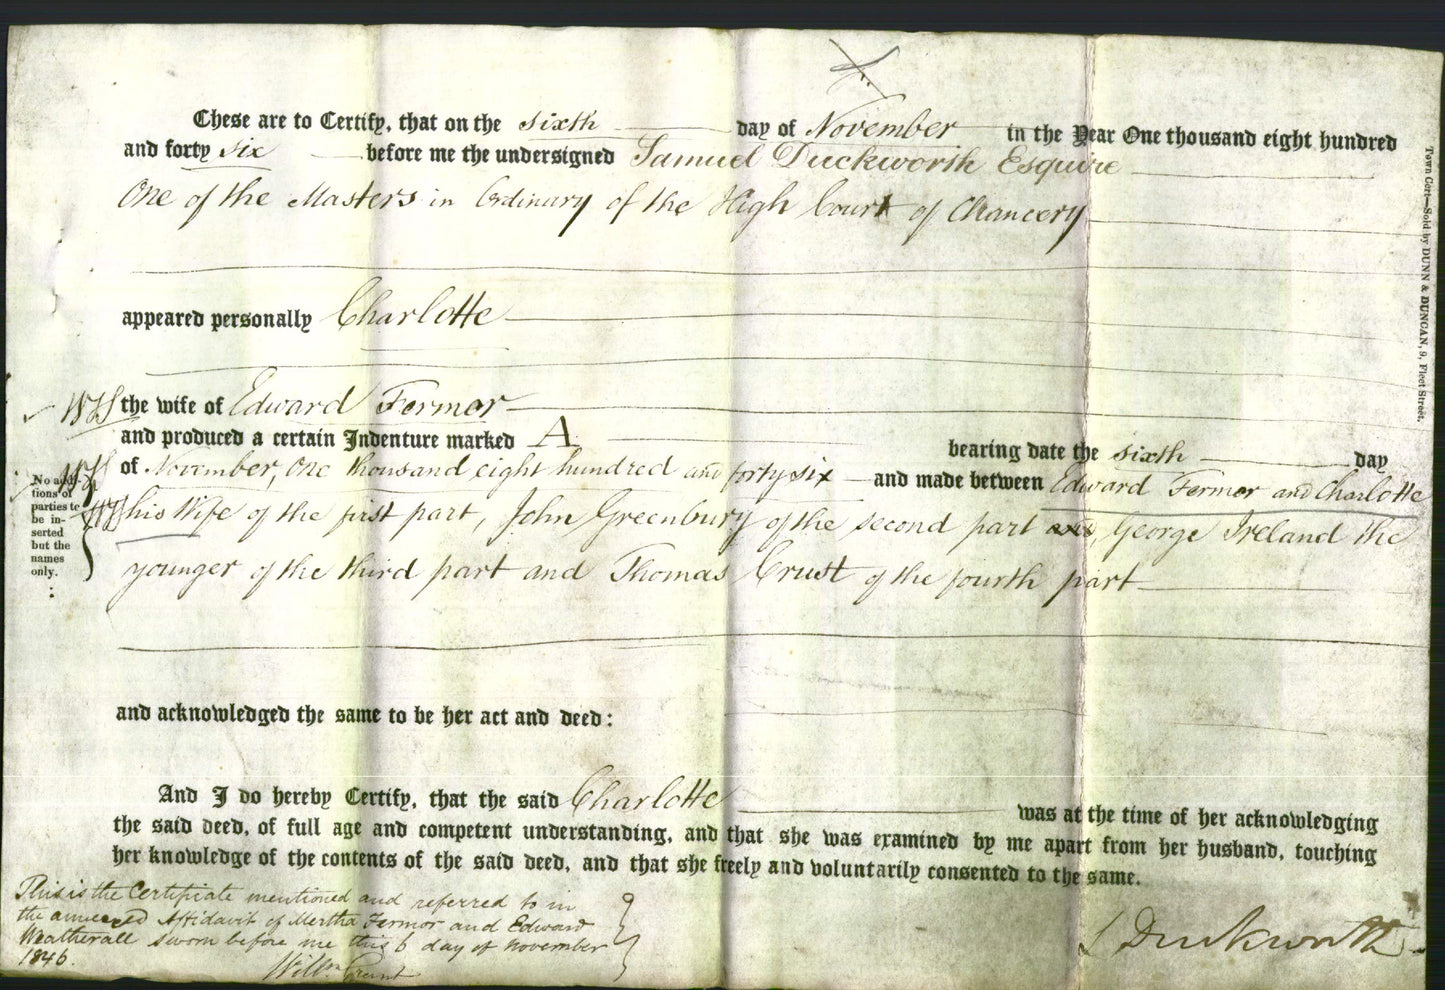 These are to Certify, that on the sixth day of November in the Year One thousand eight hundred
and forty six before me the undersigned Samuel Duckworth Esquire
One of the Masters in Ordinary of the High Court of Chancery
appeared personally Charlotte
the wife of Edward Fermor
and produced a certain Indenture marked A bearing date the sixth day
of November, One thousand eight hundred and forty six and made between Edward Fermor and Charlotte
his Wife of the first part, John Greenbury of the second part, George Ireland the
younger of the third part and Thomas Crust of the fourth part
No addi-
tions of
parties to
be in-
serted
but the
names
only.
and acknowledged the same to be her act and deed:
And I do hereby Certify, that the said Charlotte was at the time of her acknowledging
the said deed, of full age and competent understanding, and that she was examined by me apart from her husband, touching
her knowledge of the contents of the said deed, and that she freely and voluntarily consented to the same.
This is the Certificate mentioned and referred to in
the annexed Affidavit of Fermor and Edward
Weatherall sworn before me this 6 day of November
1846.
Willm Grant
S Duckworth
Town Cert—Sold by DUNN & DUNCAN, 9, Fleet Street.